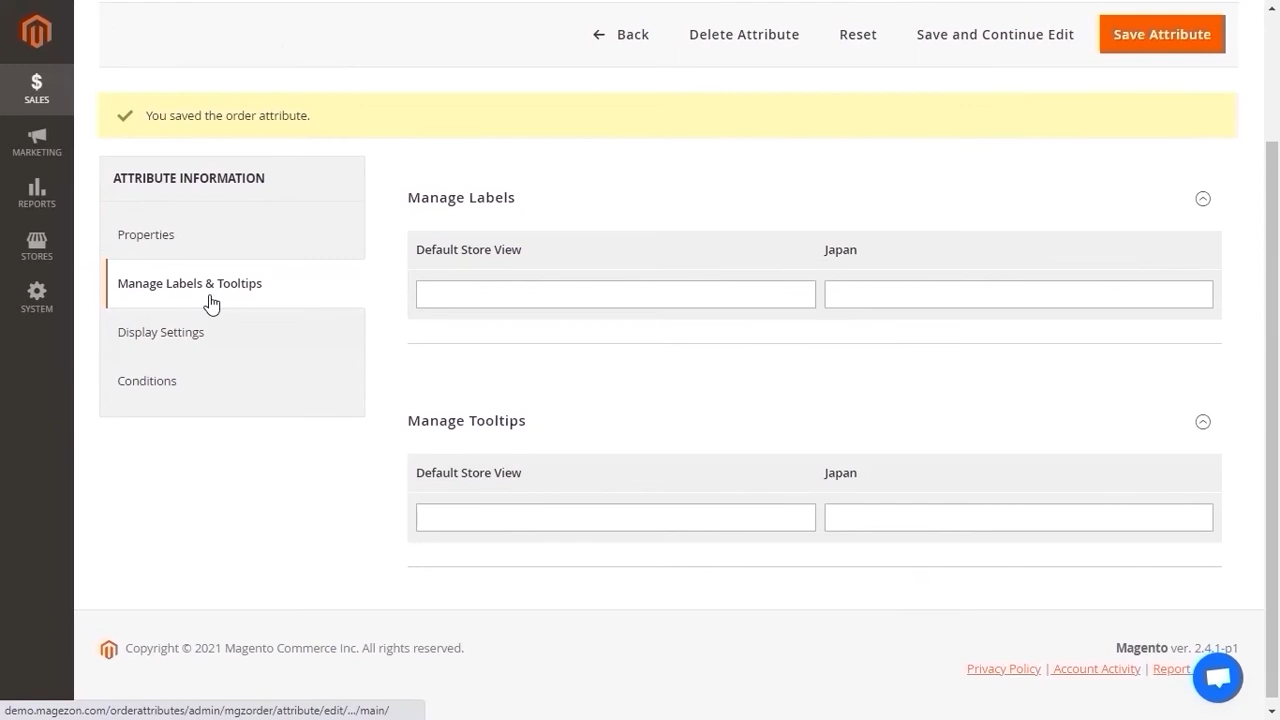 Back
Delete Attribute
Reset
Save and Continue Edit
Save Attribute
SALES
MARKETING
REPORTS
STORES
SYSTEM
You saved the order attribute.
ATTRIBUTE INFORMATION
Properties
Manage Labels & Tooltips
Display Settings
Conditions
Manage Labels
Default Store View
Japan
Manage Tooltips
Default Store View
Japan
Copyright © 2021 Magento Commerce Inc. All rights reserved.
Magento ver. 2.4.1-p1
Privacy Policy | Account Activity | Report
demo.magezon.com/orderattributes/admin/mgzorder/attribute/edit/.../main/